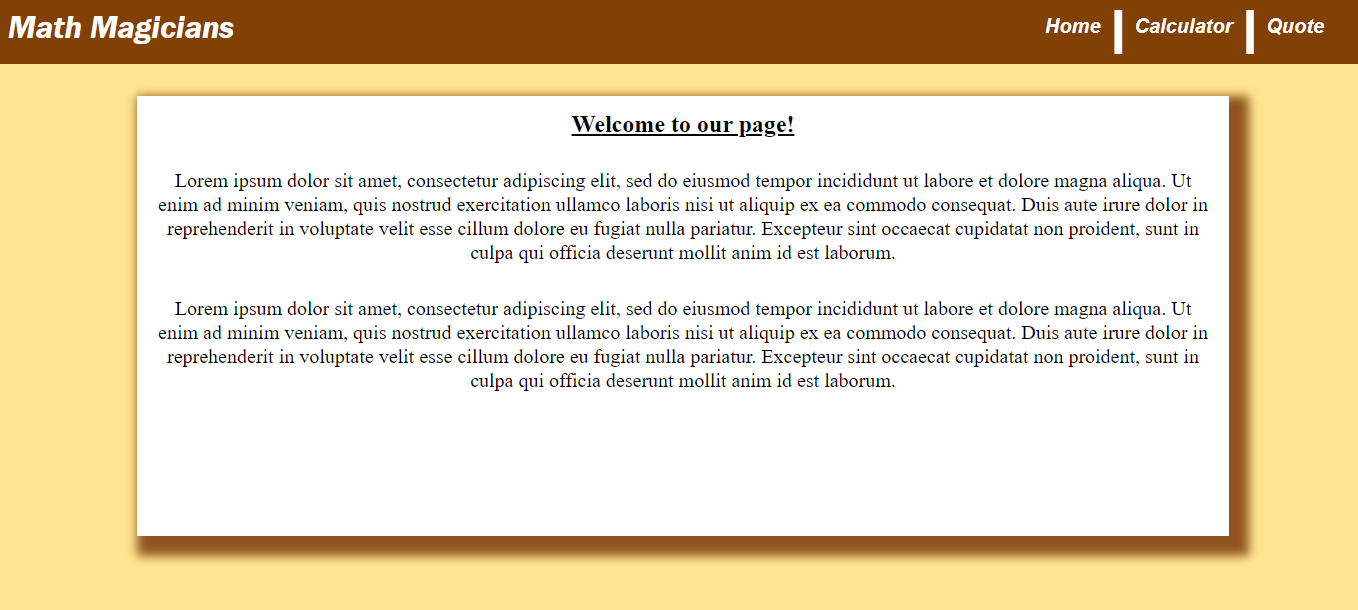 Math Magicians
Home
Calculator
Quote
Welcome to our page!
Lorem ipsum dolor sit amet, consectetur adipiscing elit, sed do eiusmod tempor incididunt ut labore et dolore magna aliqua. Ut
enim ad minim veniam, quis nostrud exercitation ullamco laboris nisi ut aliquip ex ea commodo consequat. Duis aute irure dolor in
reprehenderit in voluptate velit esse cillum dolore eu fugiat nulla pariatur. Excepteur sint occaecat cupidatat non proident, sunt in
culpa qui officia deserunt mollit anim id est laborum.
Lorem ipsum dolor sit amet, consectetur adipiscing elit, sed do eiusmod tempor incididunt ut labore et dolore magna aliqua. Ut
enim ad minim veniam, quis nostrud exercitation ullamco laboris nisi ut aliquip ex ea commodo consequat. Duis aute irure dolor in
reprehenderit in voluptate velit esse cillum dolore eu fugiat nulla pariatur. Excepteur sint occaecat cupidatat non proident, sunt in
culpa qui officia deserunt mollit anim id est laborum.